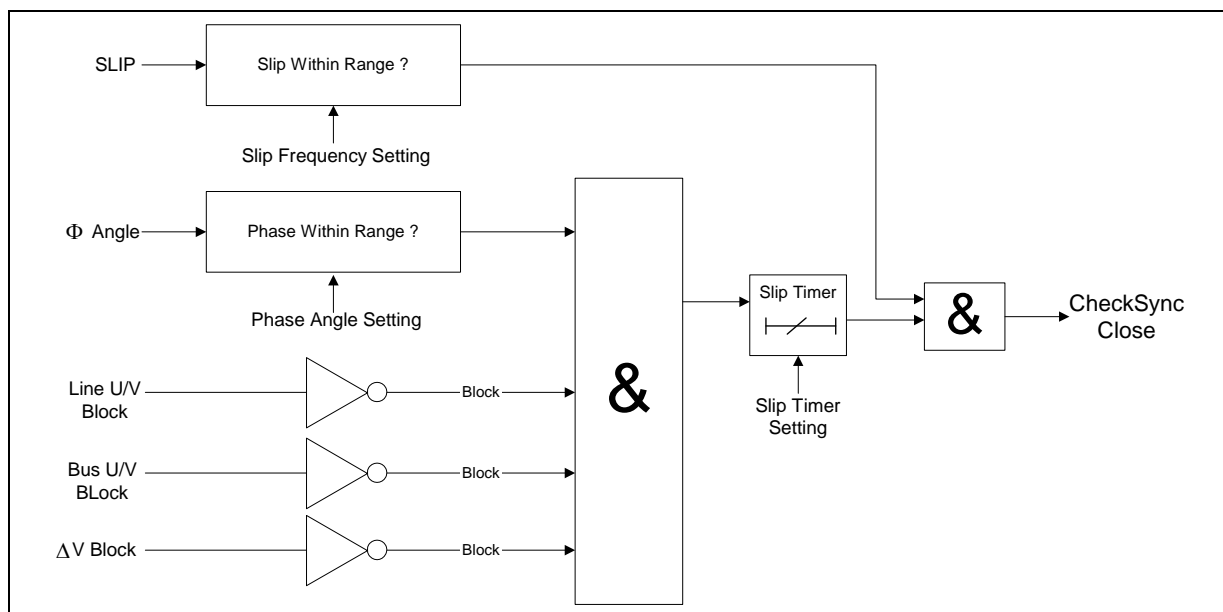 SLIP
Slip Within Range ?
Slip Frequency Setting
Φ Angle
Phase Within Range ?
Phase Angle Setting
Line U/V
Block
Block
Bus U/V
BLock
Block
ΔV Block
Block
&
Slip Timer
Slip Timer
Setting
&
CheckSync
Close